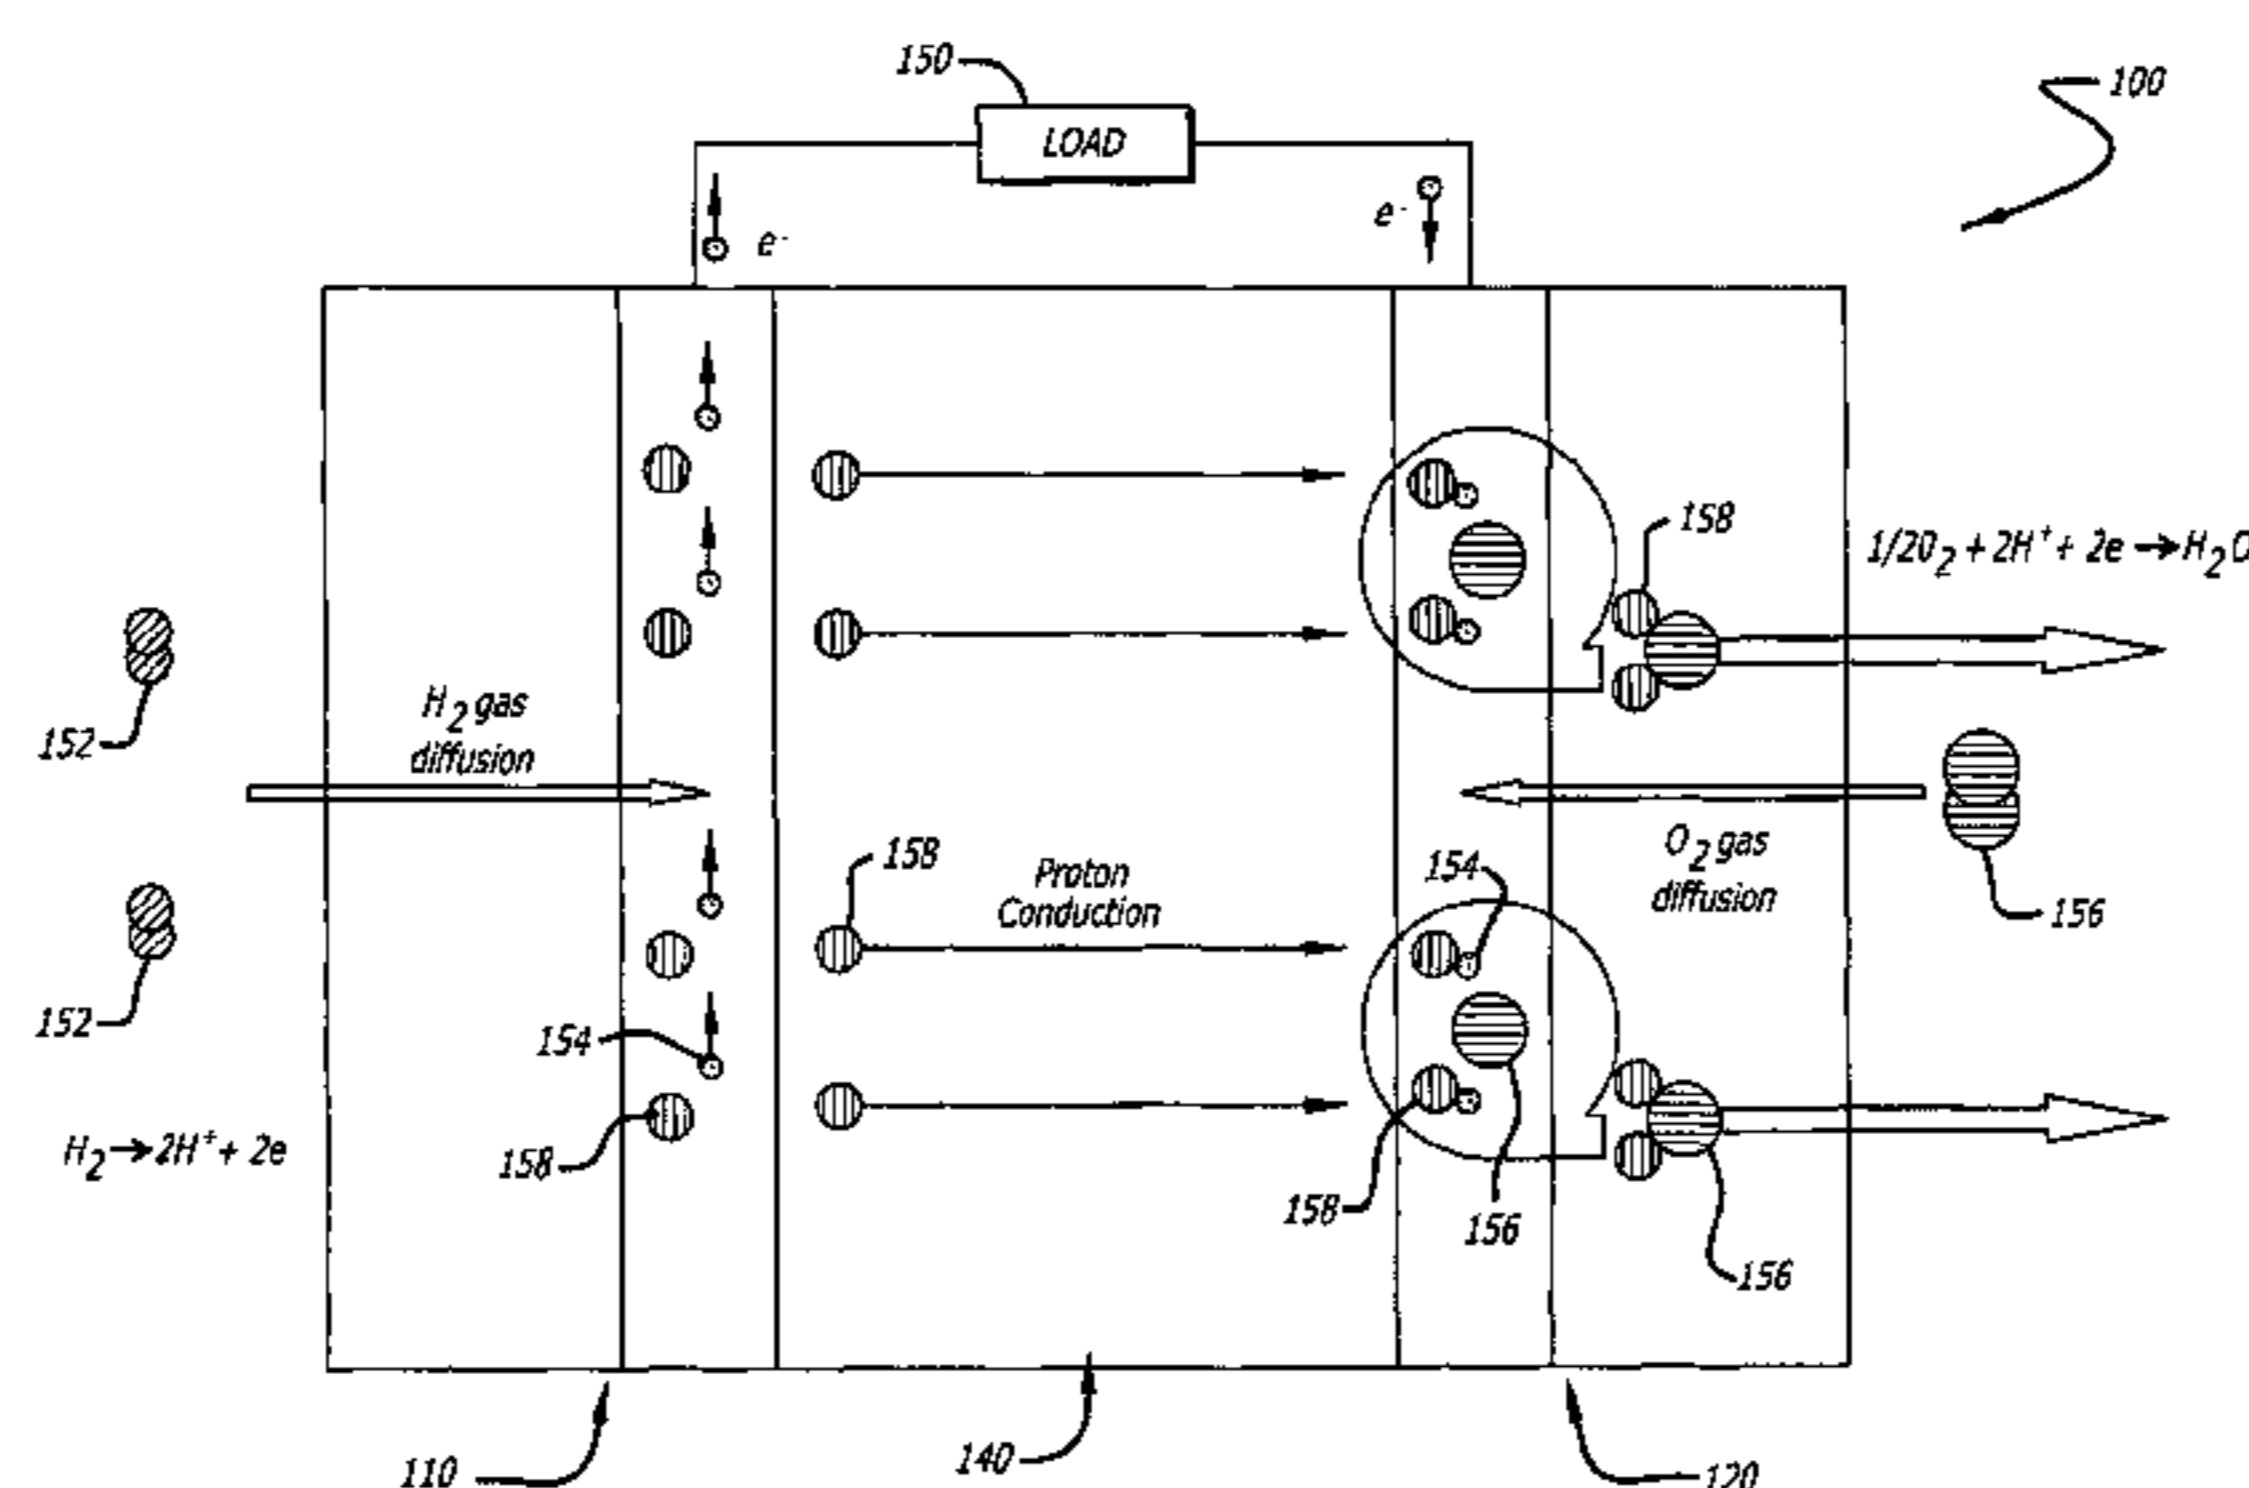 150
100
LOAD
e-
e-
158
1/2O2 + 2H+ + 2e → H2O
H2 gas
diffusion
152
158
Proton
Conduction
154
O2 gas
diffusion
156
152
154
H2 → 2H+ + 2e
158
158
156
156
110
140
120